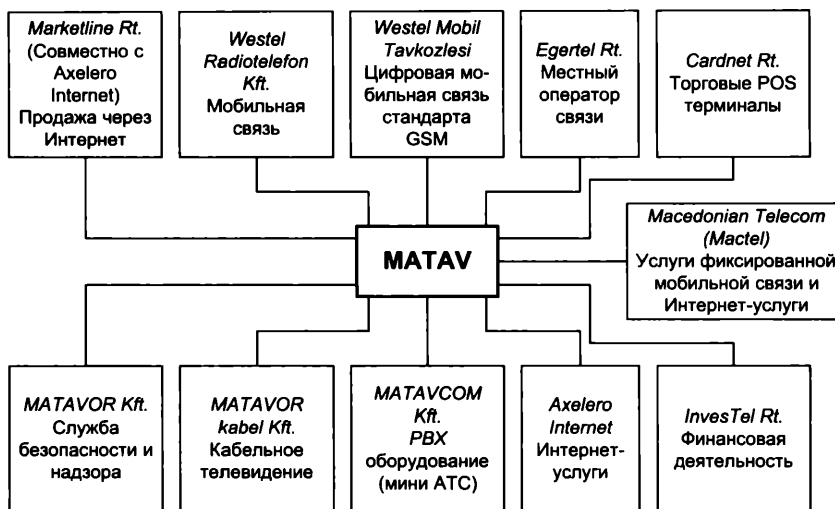 Marketline Rt.
(Совместно с
Axelero
Internet)
Продажа через
Интернет
Westel
Radiotelefon
Kft.
Мобильная
связь
Westel Mobil
Tavkozlesi
Цифровая мо-
бильная связь
стандарта
GSM
Egertel Rt.
Местный
оператор
связи
Cardnet Rt.
Торговые POS
терминалы
MATAV
Macedonian Telecom
(Mactel)
Услуги фиксированной
мобильной связи и
Интернет-услуги
MATAVOR Kft.
Служба
безопасности и
надзора
MATAVOR
kabel Kft.
Кабельное
телевидение
MATAVCOM
Kft.
PBX
оборудование
(мини АТС)
Axelero
Internet
Интернет-
услуги
InvesTel Rt.
Финансовая
деятельность